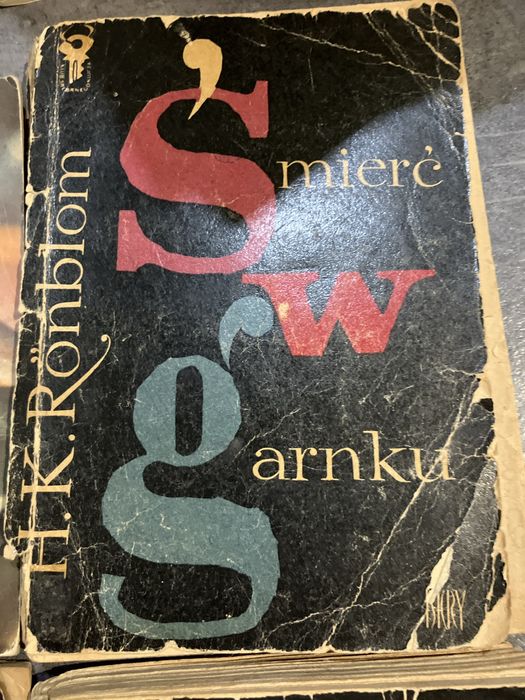 H. K. Rönblom
Śmierć
w
garnku